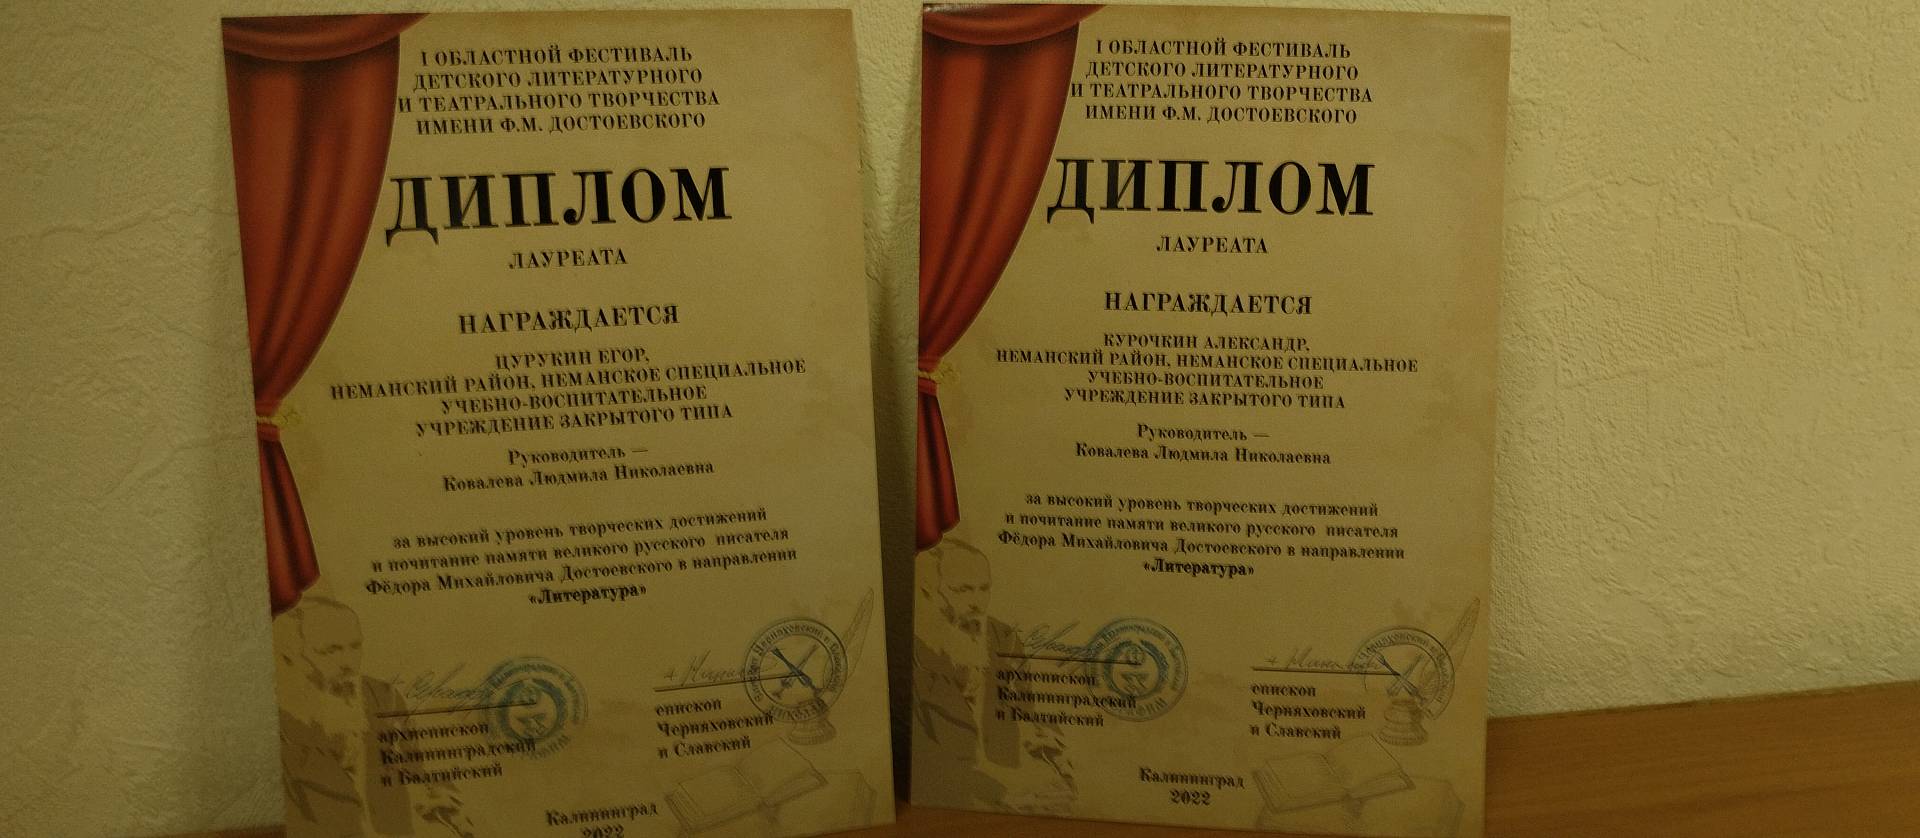 I ОБЛАСТНОЙ ФЕСТИВАЛЬ
ДЕТСКОГО ЛИТЕРАТУРНОГО
И ТЕАТРАЛЬНОГО ТВОРЧЕСТВА
ИМЕНИ Ф.М. ДОСТОЕВСКОГО
ДИПЛОМ
ЛАУРЕАТА
НАГРАЖДАЕТСЯ
ЦУРУКИН ЕГОР,
НЕМАНСКИЙ РАЙОН, НЕМАНСКОЕ СПЕЦИАЛЬНОЕ
УЧЕБНО-ВОСПИТАТЕЛЬНОЕ
УЧРЕЖДЕНИЕ ЗАКРЫТОГО ТИПА
Руководитель —
Ковалева Людмила Николаевна
за высокий уровень творческих достижений
и почитание памяти великого русского писателя
Фёдора Михайловича Достоевского в направлении
«Литература»
архиепископ
Калининградский
и Балтийский
епископ
Черняховский
и Славский
Калининград
2022
I ОБЛАСТНОЙ ФЕСТИВАЛЬ
ДЕТСКОГО ЛИТЕРАТУРНОГО
И ТЕАТРАЛЬНОГО ТВОРЧЕСТВА
ИМЕНИ Ф.М. ДОСТОЕВСКОГО
ДИПЛОМ
ЛАУРЕАТА
НАГРАЖДАЕТСЯ
КУРОЧКИН АЛЕКСАНДР,
НЕМАНСКИЙ РАЙОН, НЕМАНСКОЕ СПЕЦИАЛЬНОЕ
УЧЕБНО-ВОСПИТАТЕЛЬНОЕ
УЧРЕЖДЕНИЕ ЗАКРЫТОГО ТИПА
Руководитель —
Ковалева Людмила Николаевна
за высокий уровень творческих достижений
и почитание памяти великого русского писателя
Фёдора Михайловича Достоевского в направлении
«Литература»
архиепископ
Калининградский
и Балтийский
епископ
Черняховский
и Славский
Калининград
2022